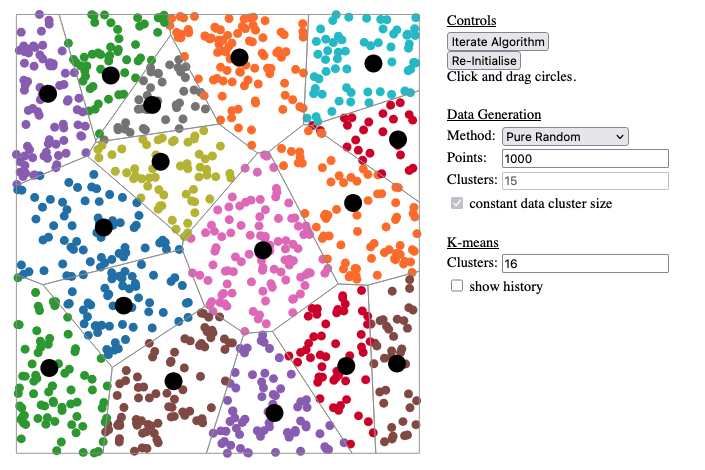 Controls
Iterate Algorithm
Re-Initialise
Click and drag circles.
Data Generation
Method: Pure Random
Points: 1000
Clusters: 15
constant data cluster size
K-means
Clusters: 16
show history